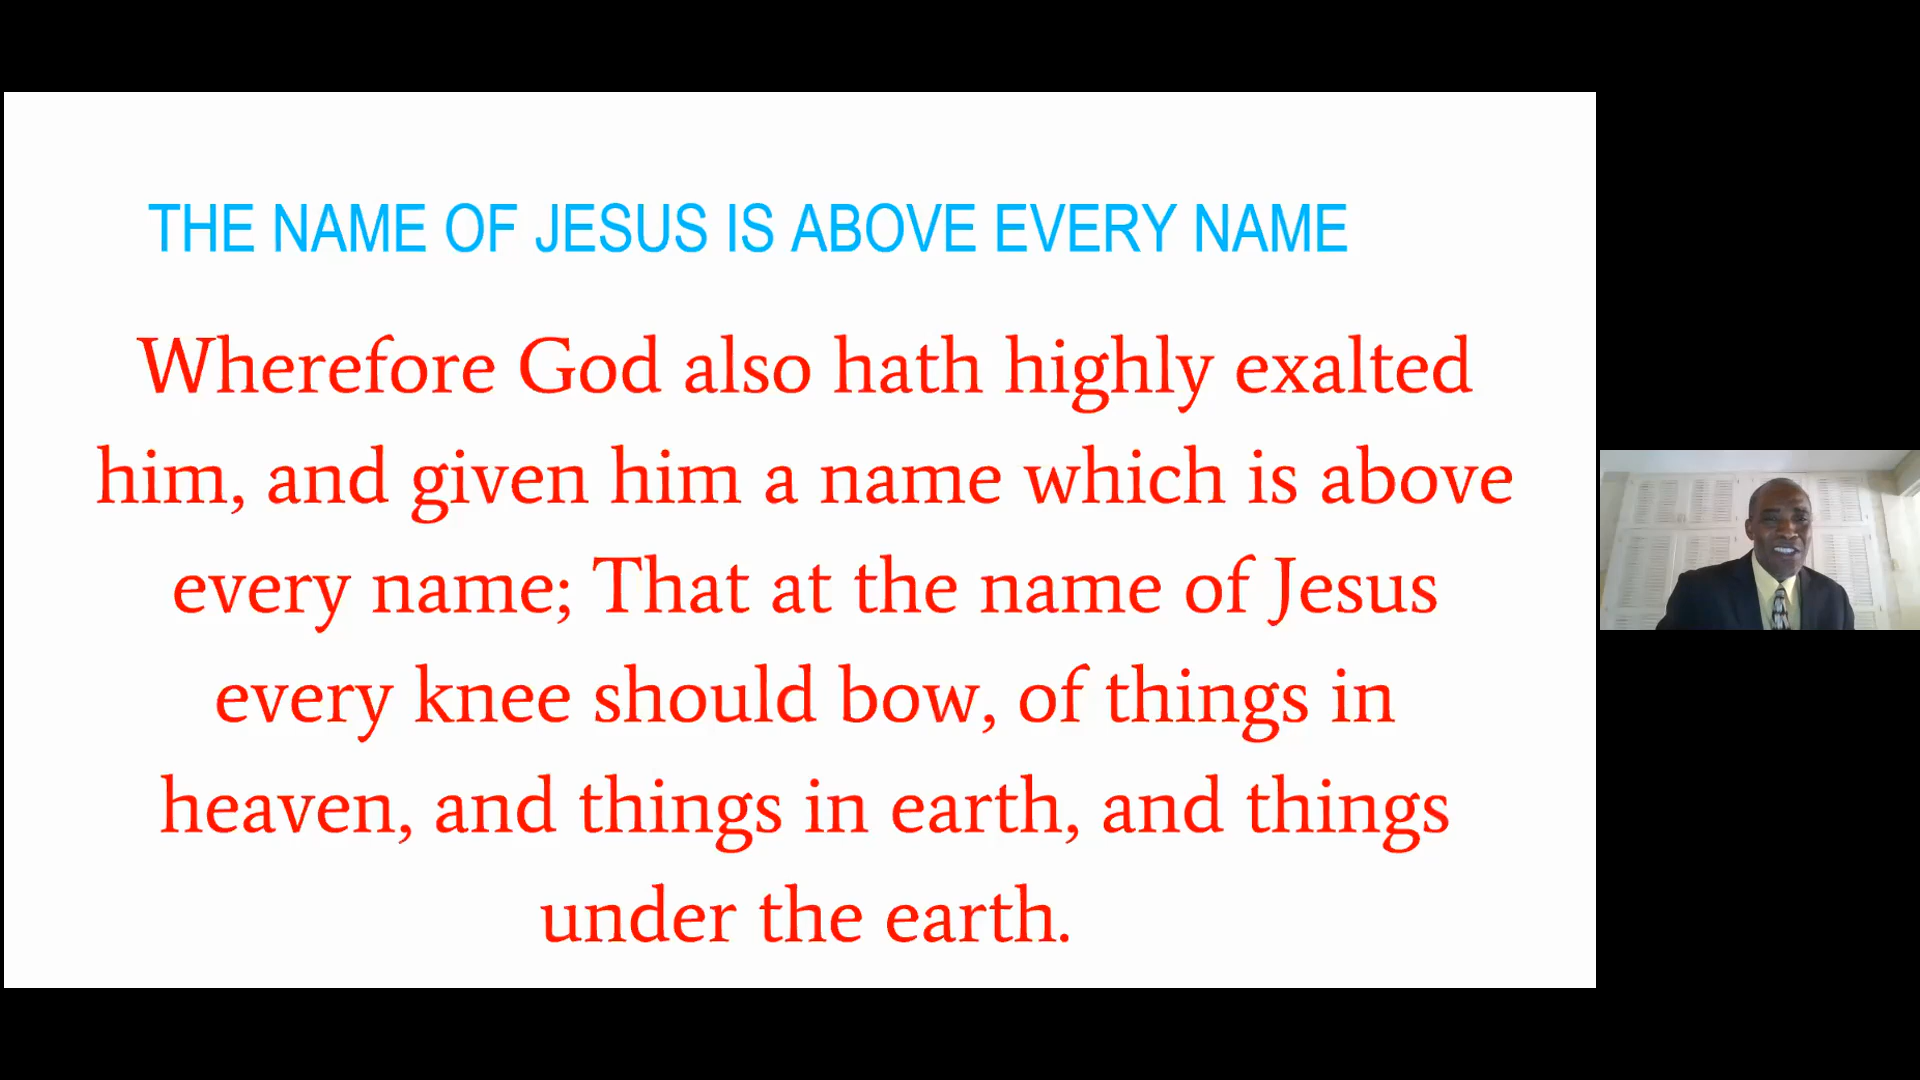 THE NAME OF JESUS IS ABOVE EVERY NAME
Wherefore God also hath highly exalted
him, and given him a name which is above
every name; That at the name of Jesus
every knee should bow, of things in
heaven, and things in earth, and things
under the earth.